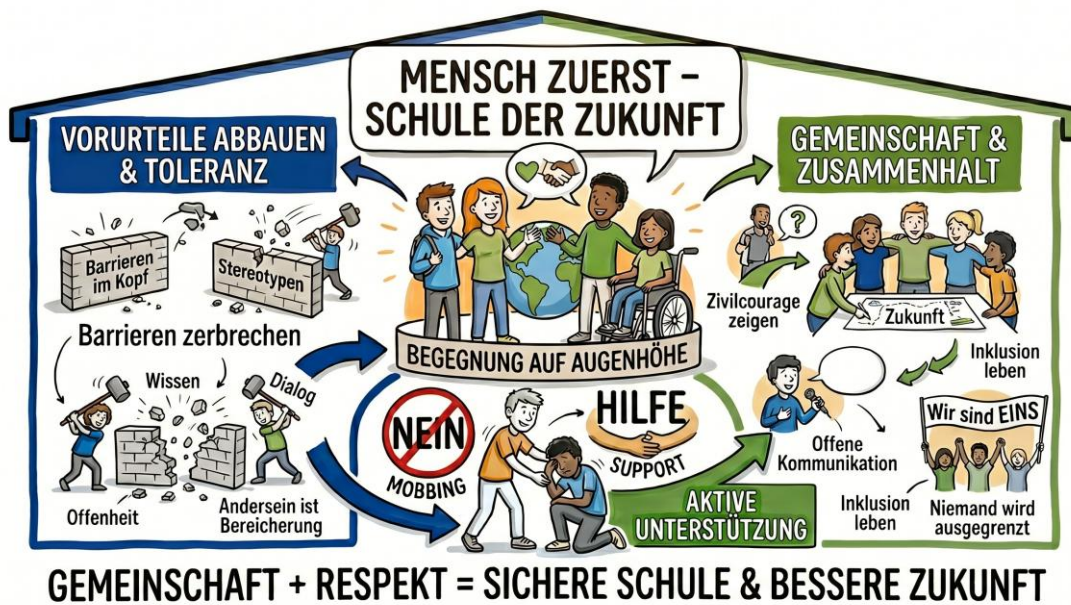 MENSCH ZUERST –
SCHULE DER ZUKUNFT
VORURTEILE ABBAUEN
& TOLERANZ
Barrieren
im Kopf
Stereotypen
Barrieren zerbrechen
Wissen
Dialog
Offenheit
Andersein ist
Bereicherung
BEGEGNUNG AUF AUGENHÖHE
NEIN
MOBBING
HILFE
SUPPORT
AKTIVE
UNTERSTÜTZUNG
GEMEINSCHAFT &
ZUSAMMENHALT
?
Zivilcourage
zeigen
Zukunft
Inklusion
leben
Offene
Kommunikation
Wir sind EINS
Inklusion
leben
Niemand wird
ausgegrenzt
GEMEINSCHAFT + RESPEKT = SICHERE SCHULE & BESSERE ZUKUNFT